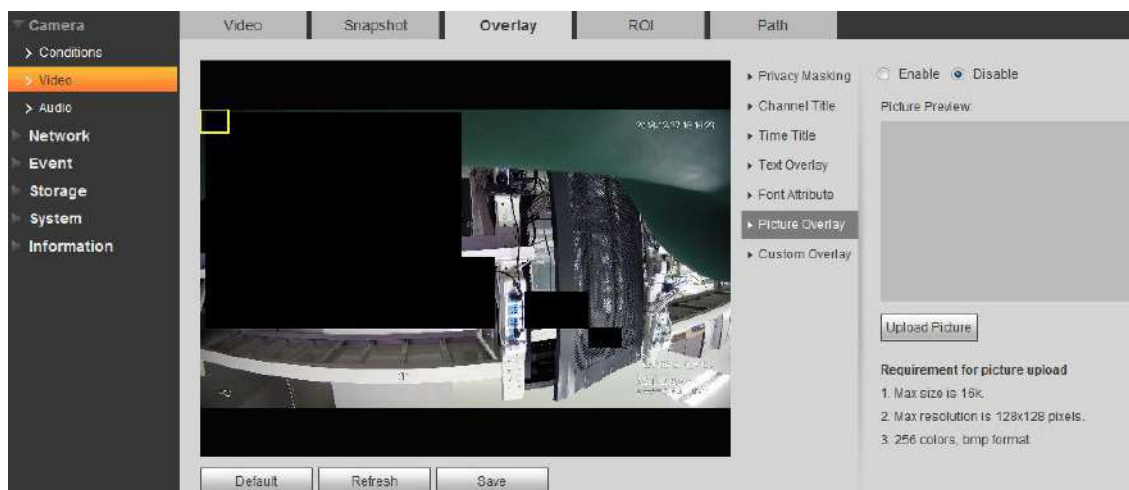 Camera
Conditions
Video
Audio
Network
Event
Storage
System
Information
Video
Snapshot
Overlay
ROI
Path
Privacy Masking
Channel Title
Time Title
Text Overlay
Font Attribute
Picture Overlay
Custom Overlay
Enable
Disable
Picture Preview:
Upload Picture
Requirement for picture upload
1. Max size is 16k.
2. Max resolution is 128x128 pixels.
3. 256 colors, bmp format.
Default
Refresh
Save